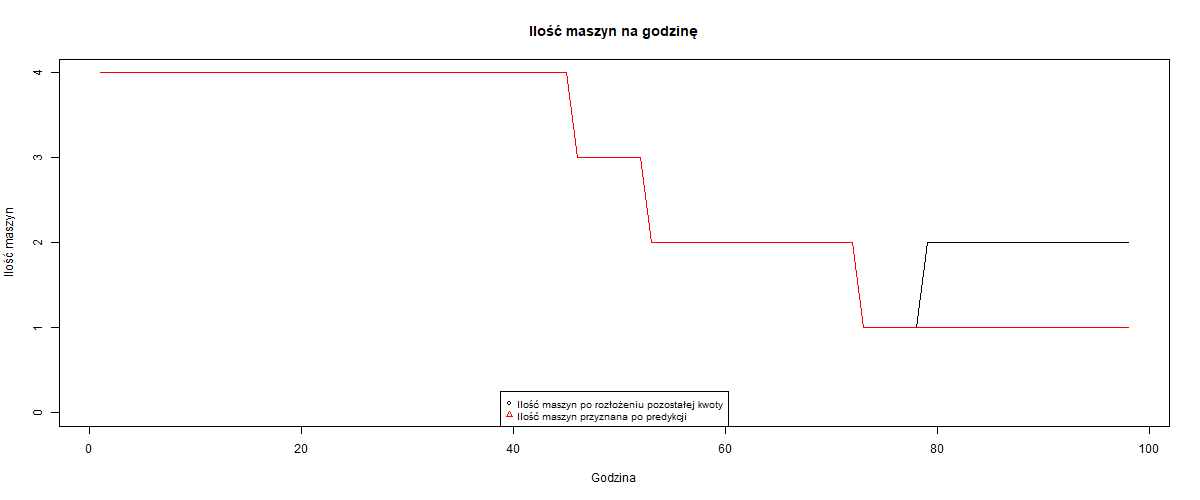 Ilość maszyn na godzinę
Ilość maszyn
4
3
2
1
0
Ilość maszyn po rozłożeniu pozostałej kwoty
Ilość maszyn przyznana po predykcji
0 20 40 60 80 100
Godzina